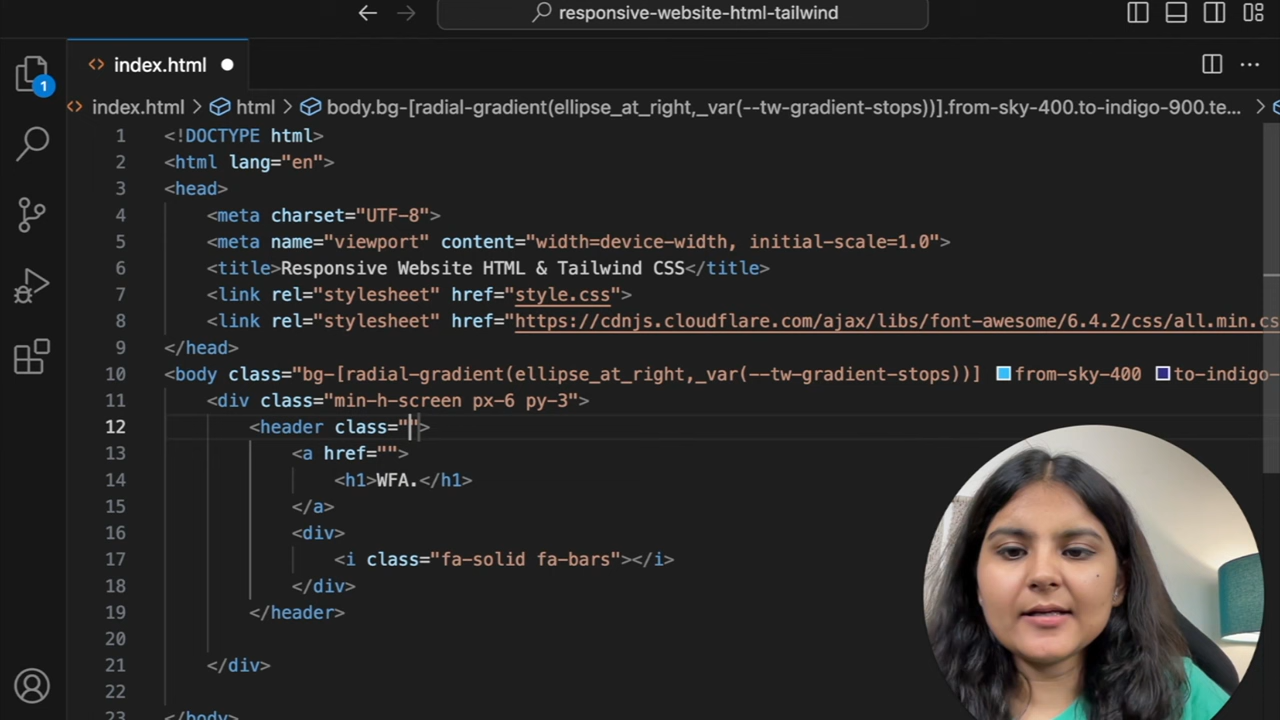 responsive-website-html-tailwind
index.html
1
index.html > html > body.bg-[radial-gradient(ellipse_at_right,_var(--tw-gradient-stops))].from-sky-400.to-indigo-900.te... >
1 <!DOCTYPE html>
2 <html lang="en">
3 <head>
4 <meta charset="UTF-8">
5 <meta name="viewport" content="width=device-width, initial-scale=1.0">
6 <title>Responsive Website HTML & Tailwind CSS</title>
7 <link rel="stylesheet" href="style.css">
8 <link rel="stylesheet" href="https://cdnjs.cloudflare.com/ajax/libs/font-awesome/6.4.2/css/all.min.cs
9 </head>
10 <body class="bg-[radial-gradient(ellipse_at_right,_var(--tw-gradient-stops))] from-sky-400 to-indigo-
11 <div class="min-h-screen px-6 py-3">
12 <header class="">
13 <a href="">
14 <h1>WFA.</h1>
15 </a>
16 <div>
17 <i class="fa-solid fa-bars"></i>
18 </div>
19 </header>
20
21 </div>
22
23 </body>